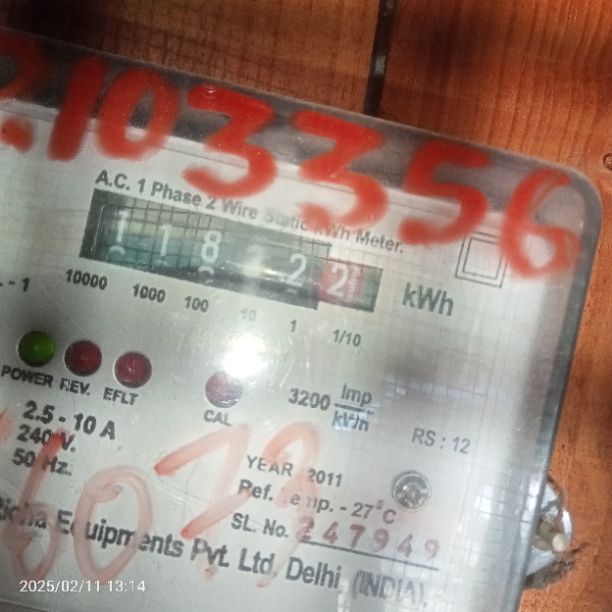 .103356
A.C. 1 Phase 2 Wire Static kWh Meter.
1 1 8 2 2
kWh
10000 1000 100 10 1 1/10
POWER REV. EFLT
CAL
3200 Imp/kWh
2.5 - 10 A
240 V.
50 Hz.
RS : 12
YEAR 2011
Ref. Temp. - 27°C
SL. No. 247949
Equipments Pvt. Ltd. Delhi (INDIA)
2025/02/11 13:14